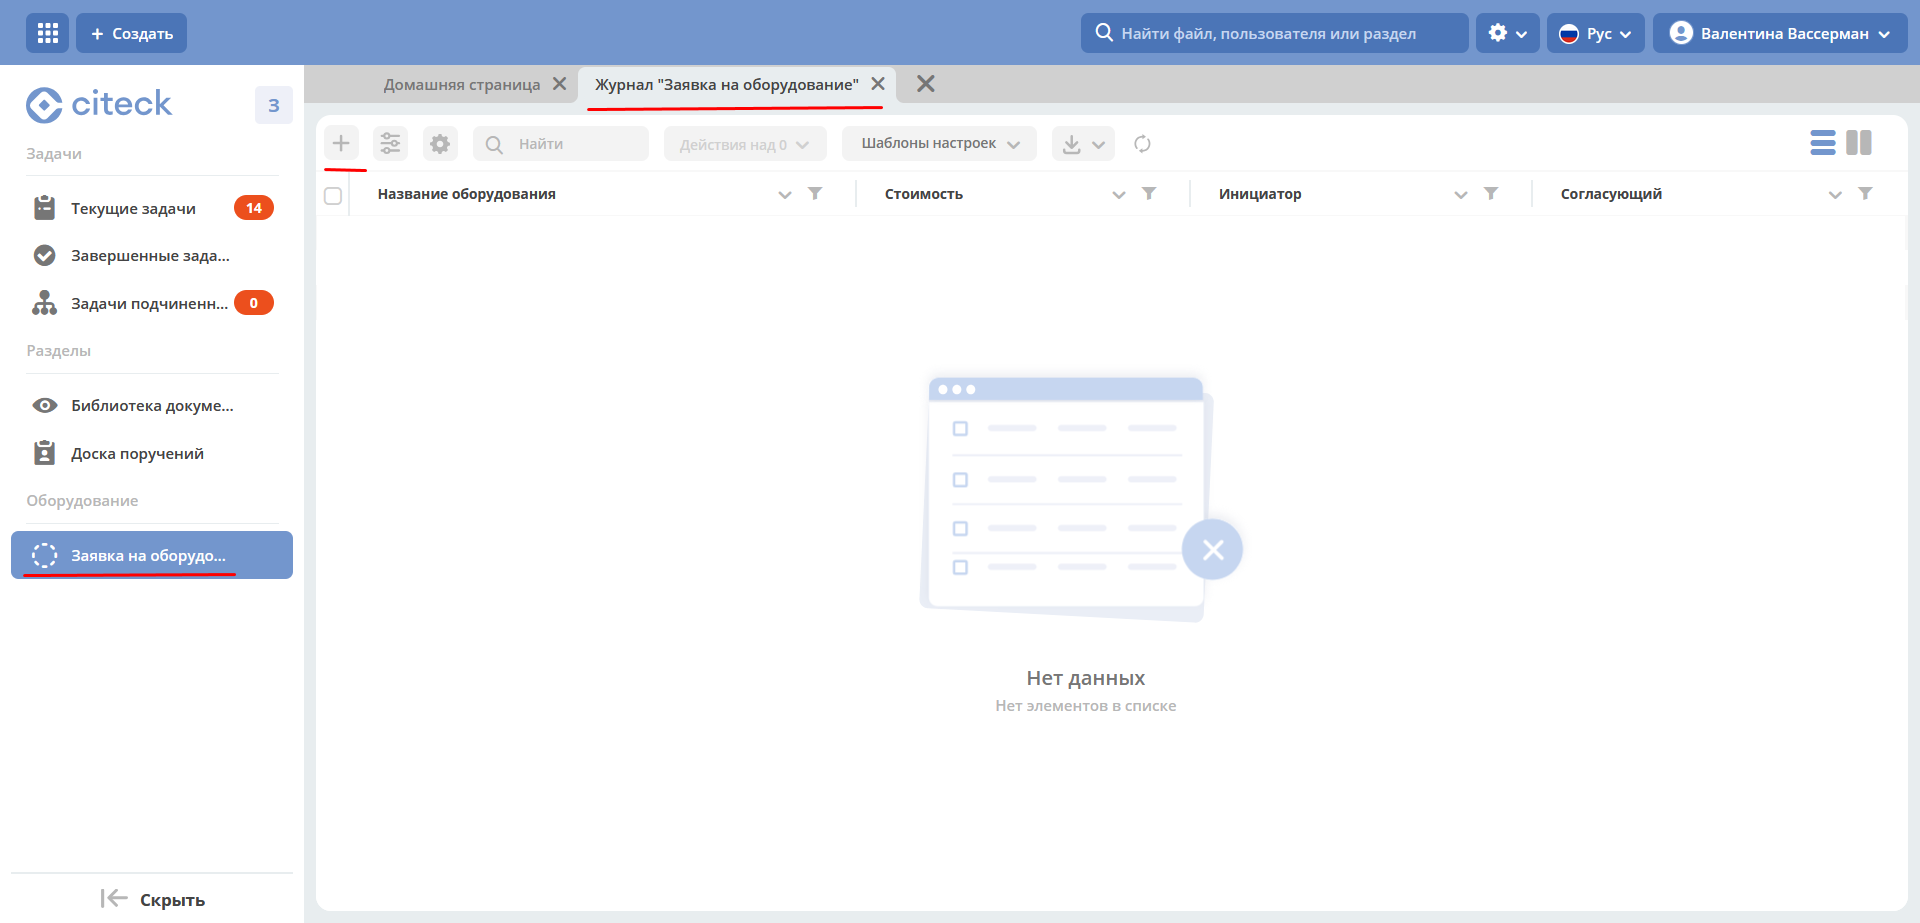 Создать
Найти файл, пользователя или раздел
Рус
Валентина Вассерман
citeck
3
Домашняя страница
Журнал "Заявка на оборудование"
Задачи
Текущие задачи
14
Завершенные зада...
Задачи подчиненн...
0
Разделы
Библиотека докуме...
Доска поручений
Оборудование
Заявка на оборудо...
Скрыть
Найти
Действия над 0
Шаблоны настроек
Название оборудования
Стоимость
Инициатор
Согласующий
Нет данных
Нет элементов в списке